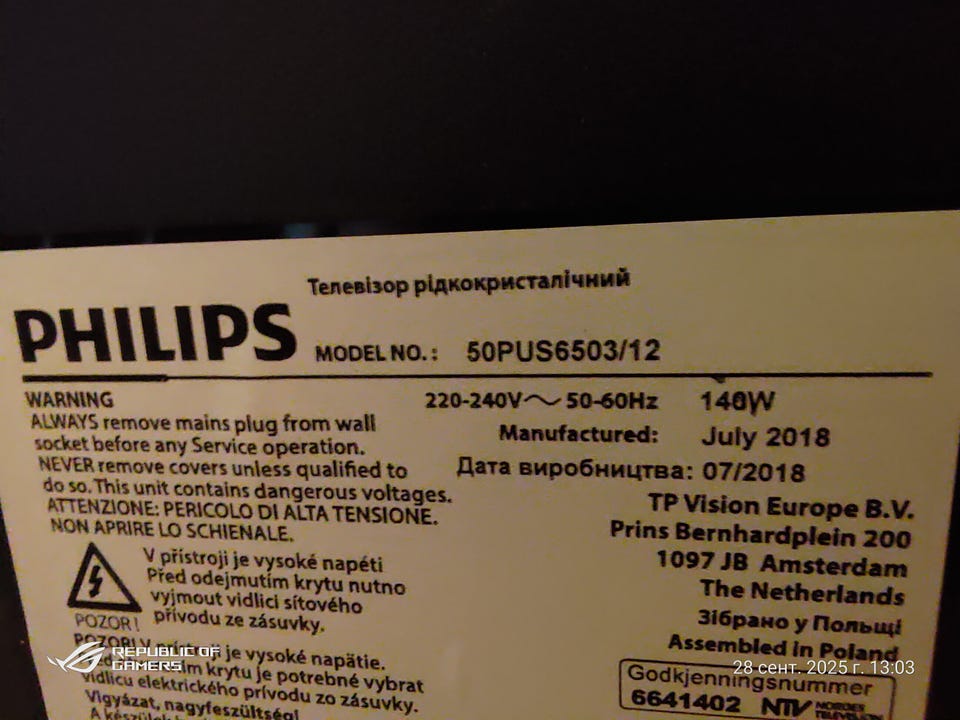 Телевізор рідкокристалічний
PHILIPS MODEL NO.: 50PUS6503/12
WARNING
ALWAYS remove mains plug from wall
socket before any Service operation.
NEVER remove covers unless qualified to
do so. This unit contains dangerous voltages.
ATTENZIONE: PERICOLO DI ALTA TENSIONE.
NON APRIRE LO SCHIENALE.
V přístroji je vysoké napětí
Před odejmutím krytu nutno
vyjmout vidlici síťového
přívodu ze zásuvky.
POZOR!
POZOR! V prístroji je vysoké napätie.
krytu je potrebné vybrat
vidlicu elektrického prívodu zo zásuvky.
Vigyázat, nagyfeszültség!
220-240V~ 50-60Hz 140W
Manufactured: July 2018
Дата виробництва: 07/2018
TP Vision Europe B.V.
Prins Bernhardplein 200
1097 JB Amsterdam
The Netherlands
Зібрано у Польщі
Assembled in Poland
Godkjenningsnummer
6641402 NTV NORGES
REPUBLIC OF
GAMERS
28 сент. 2025 г. 13:03